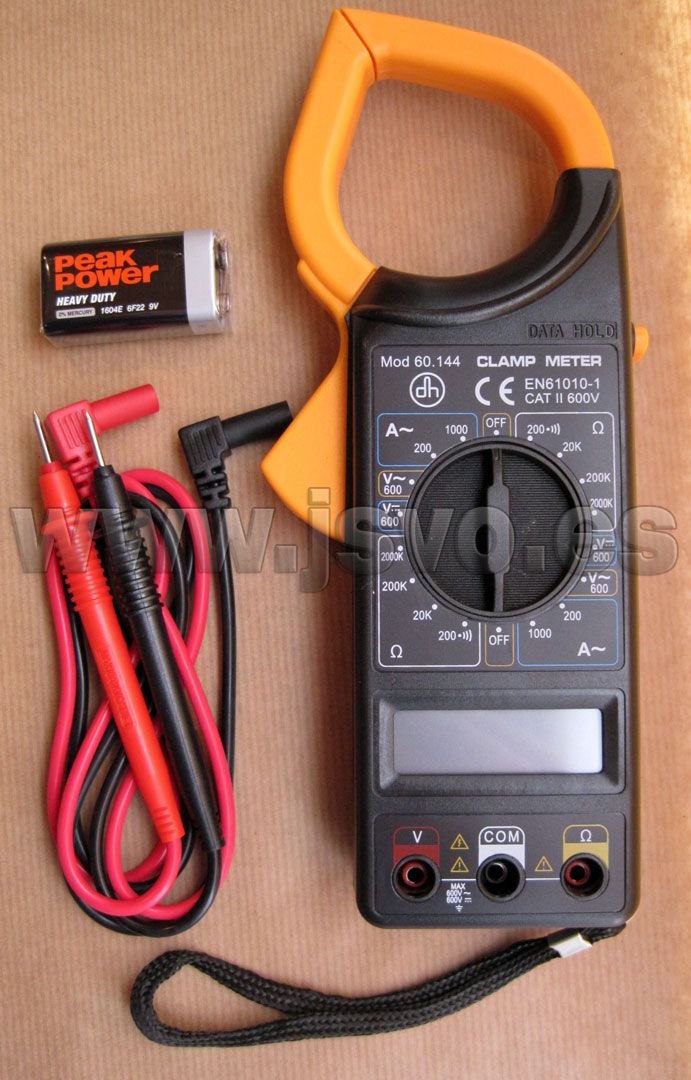 PEAK
POWER
HEAVY DUTY
0% MERCURY 1604E 6F22 9V
DATA HOLD
Mod 60.144 CLAMP METER
dh CE EN61010-1
CAT II 600V
A~ 1000 OFF 200 Ω
200 20K
V~ 600 200K
V 600 2000K
www.jsvo.es
2000K V 600
200K V~ 600
20K 200
200 OFF 1000
Ω A~
V COM Ω
MAX
600V ~
600V